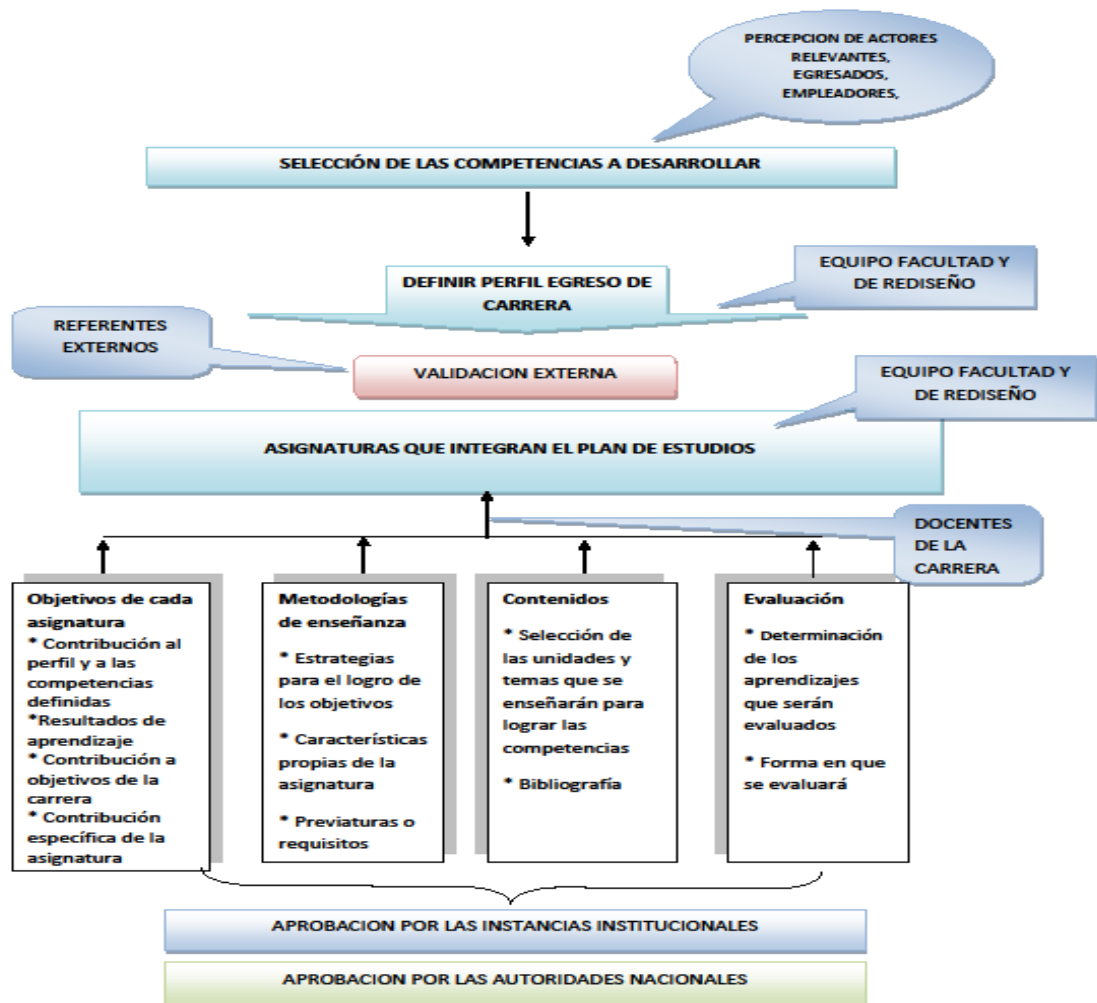 PERCEPCION DE ACTORES
RELEVANTES,
EGRESADOS,
EMPLEADORES,
SELECCIÓN DE LAS COMPETENCIAS A DESARROLLAR
DEFINIR PERFIL EGRESO DE
CARRERA
EQUIPO FACULTAD Y
DE REDISEÑO
REFERENTES
EXTERNOS
VALIDACION EXTERNA
EQUIPO FACULTAD Y
DE REDISEÑO
ASIGNATURAS QUE INTEGRAN EL PLAN DE ESTUDIOS
DOCENTES
DE LA
CARRERA
Objetivos de cada
asignatura
* Contribución al
perfil y a las
competencias
definidas
*Resultados de
aprendizaje
* Contribución a
objetivos de la
carrera
* Contribución
específica de la
asignatura
Metodologías
de enseñanza
* Estrategias
para el logro de
los objetivos
* Características
propias de la
asignatura
* Previaturas o
requisitos
Contenidos
* Selección de
las unidades y
temas que se
enseñarán para
lograr las
competencias
* Bibliografía
Evaluación
* Determinación
de los
aprendizajes
que serán
evaluados
* Forma en que
se evaluará
APROBACION POR LAS INSTANCIAS INSTITUCIONALES
APROBACION POR LAS AUTORIDADES NACIONALES